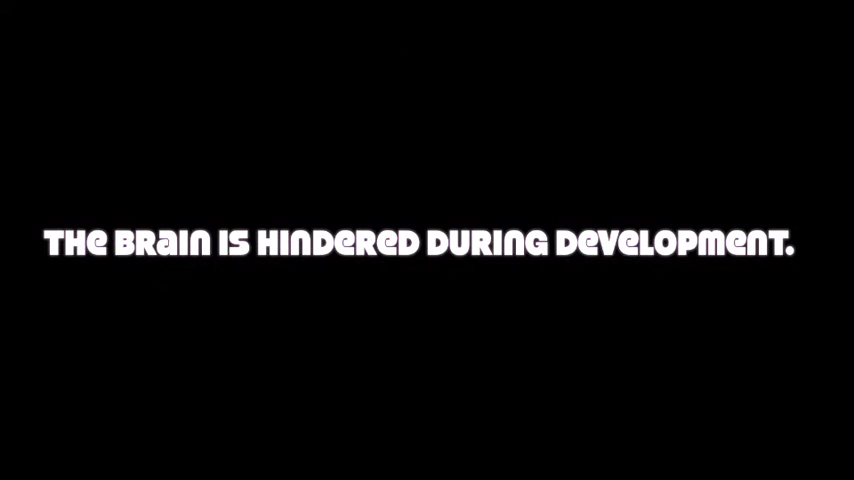 THE BRAIN IS HINDERED DURING DEVELOPMENT.